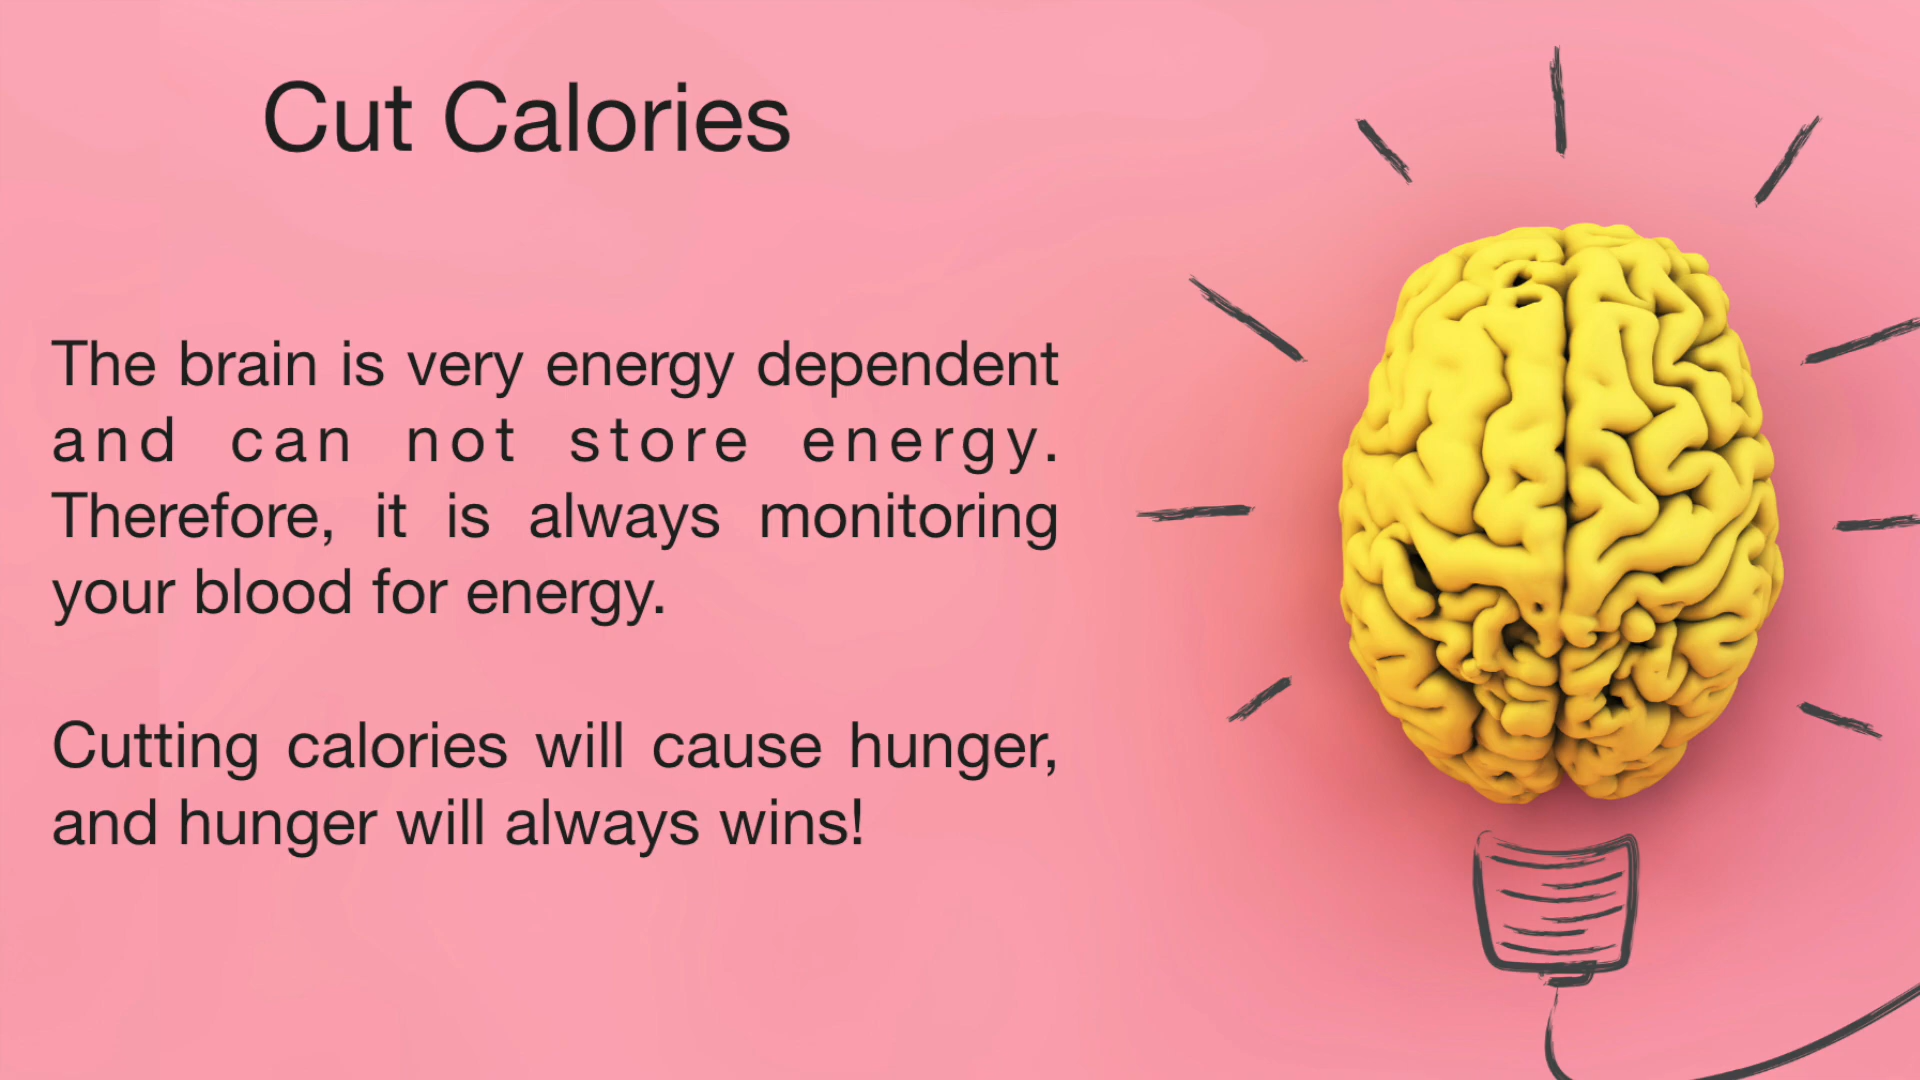 Cut Calories
The brain is very energy dependent
and can not store energy.
Therefore, it is always monitoring
your blood for energy.
Cutting calories will cause hunger,
and hunger will always wins!